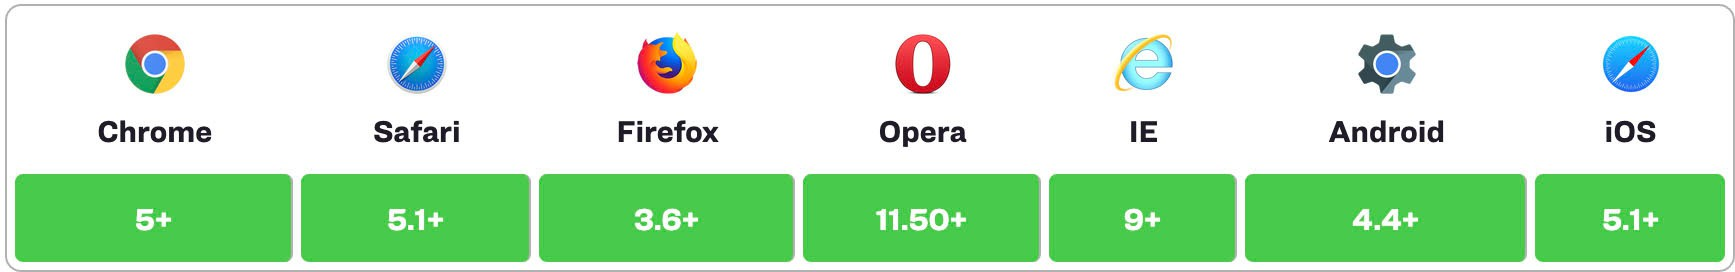 Chrome Safari Firefox Opera IE Android iOS
5+ 5.1+ 3.6+ 11.50+ 9+ 4.4+ 5.1+